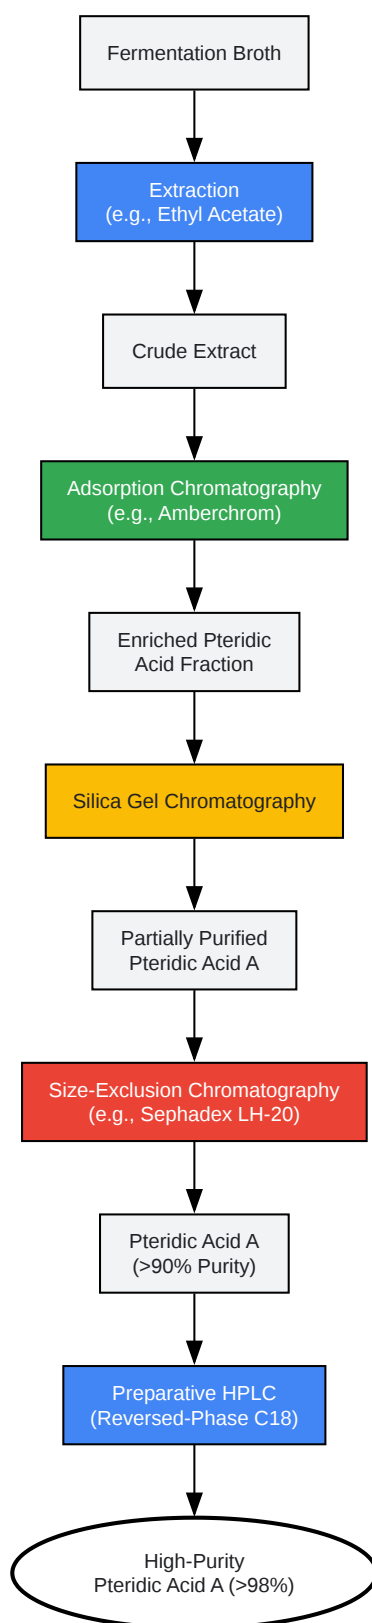 Fermentation Broth
Extraction
(e.g., Ethyl Acetate)
Crude Extract
Adsorption Chromatography
(e.g., Amberchrom)
Enriched Pteridic
Acid Fraction
Silica Gel Chromatography
Partially Purified
Pteridic Acid A
Size-Exclusion Chromatography
(e.g., Sephadex LH-20)
Pteridic Acid A
(>90% Purity)
Preparative HPLC
(Reversed-Phase C18)
High-Purity
Pteridic Acid A (>98%)